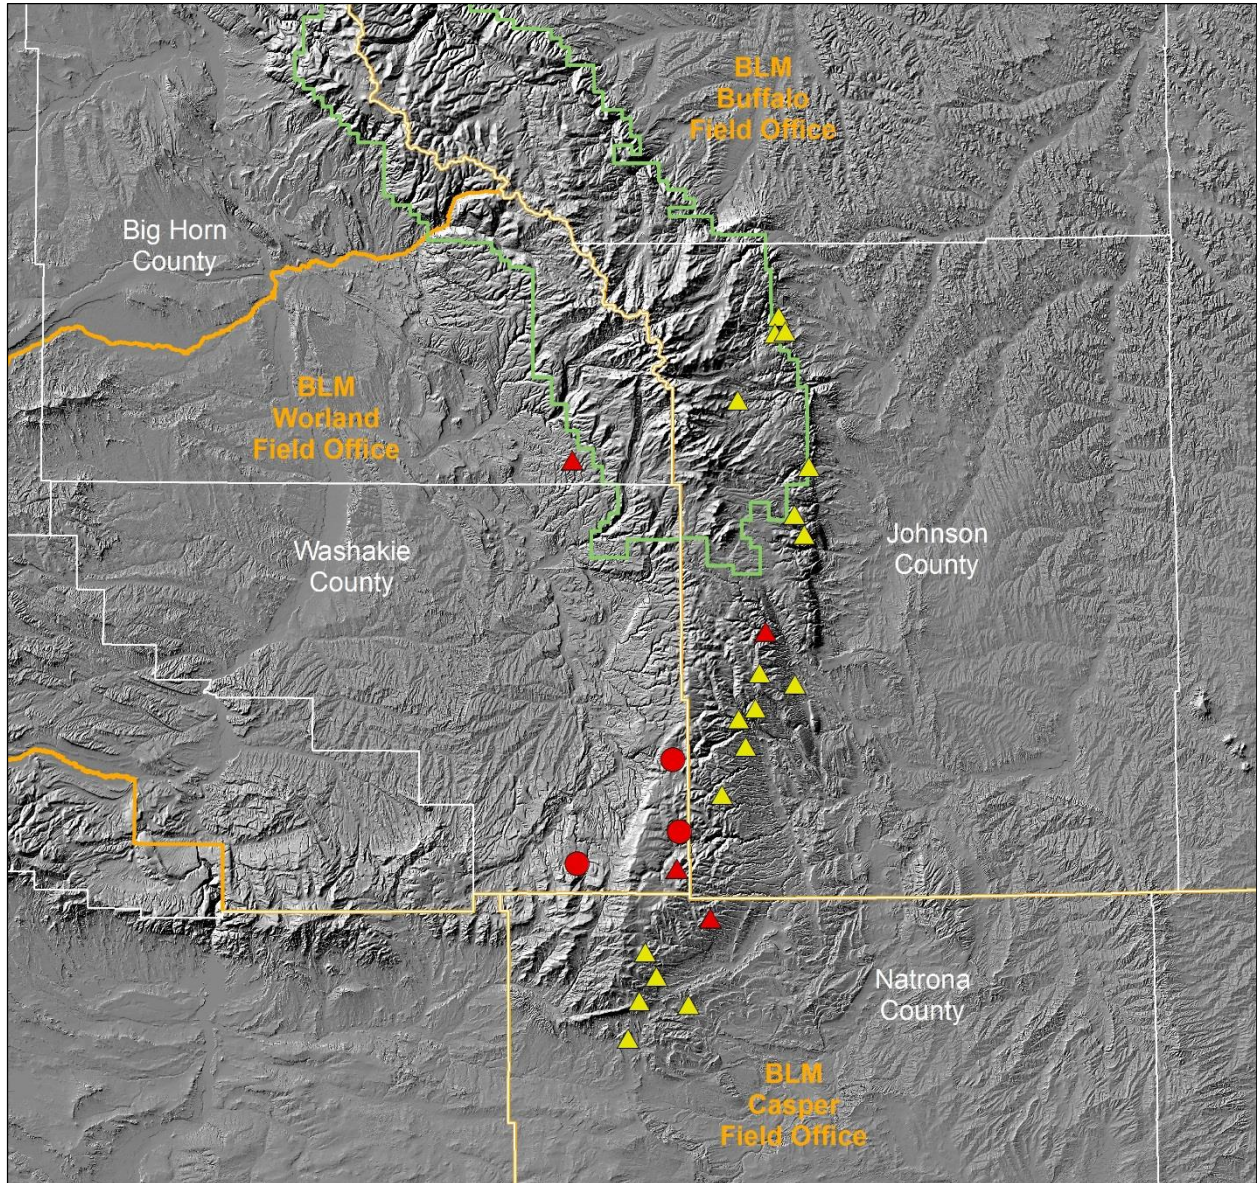 BLM
Buffalo
Field Office
Big Horn
County
BLM
Worland
Field Office
Washakie
County
Johnson
County
Natrona
County
BLM
Casper
Field Office